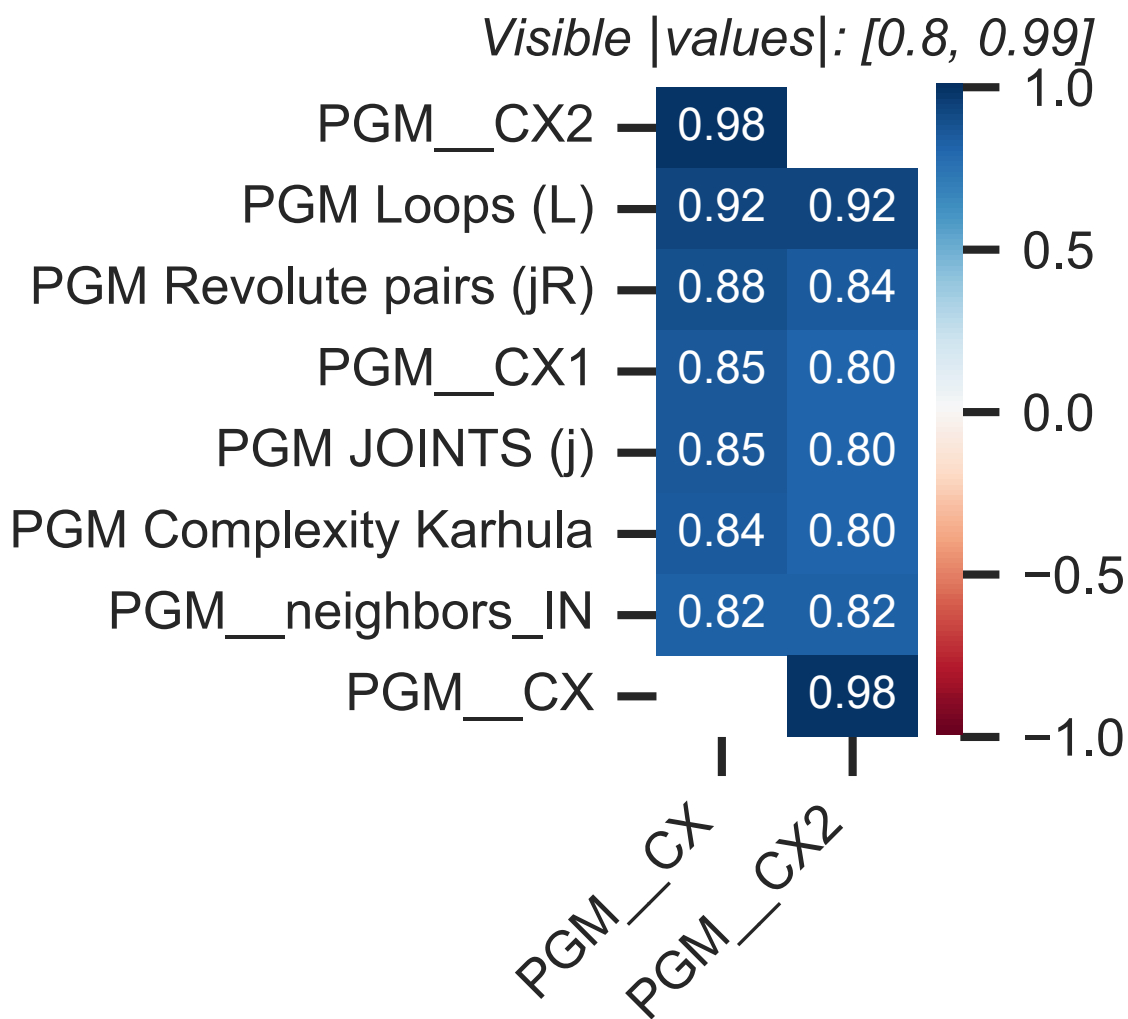 Visible |values|: [0.8, 0.99]
PGM__CX2 0.98
PGM Loops (L) 0.92 0.92
PGM Revolute pairs (jR) 0.88 0.84
PGM__CX1 0.85 0.80
PGM JOINTS (j) 0.85 0.80
PGM Complexity Karhula 0.84 0.80
PGM__neighbors_IN 0.82 0.82
PGM__CX 0.98
PGM__CX
PGM__CX2
1.0
0.5
0.0
−0.5
−1.0